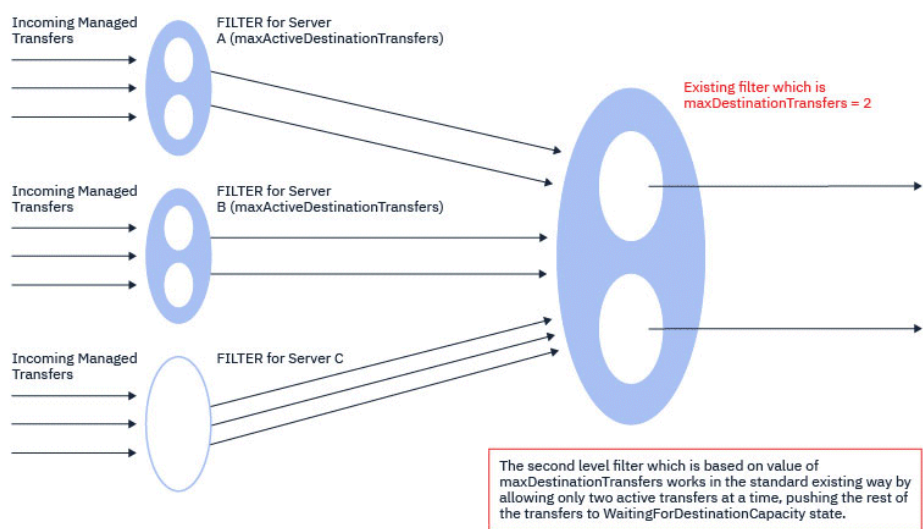 Incoming Managed
Transfers
FILTER for Server
A (maxActiveDestinationTransfers)
Existing filter which is
maxDestinationTransfers = 2
Incoming Managed
Transfers
FILTER for Server
B (maxActiveDestinationTransfers)
Incoming Managed
Transfers
FILTER for Server C
The second level filter which is based on value of
maxDestinationTransfers works in the standard existing way by
allowing only two active transfers at a time, pushing the rest of
the transfers to WaitingForDestinationCapacity state.